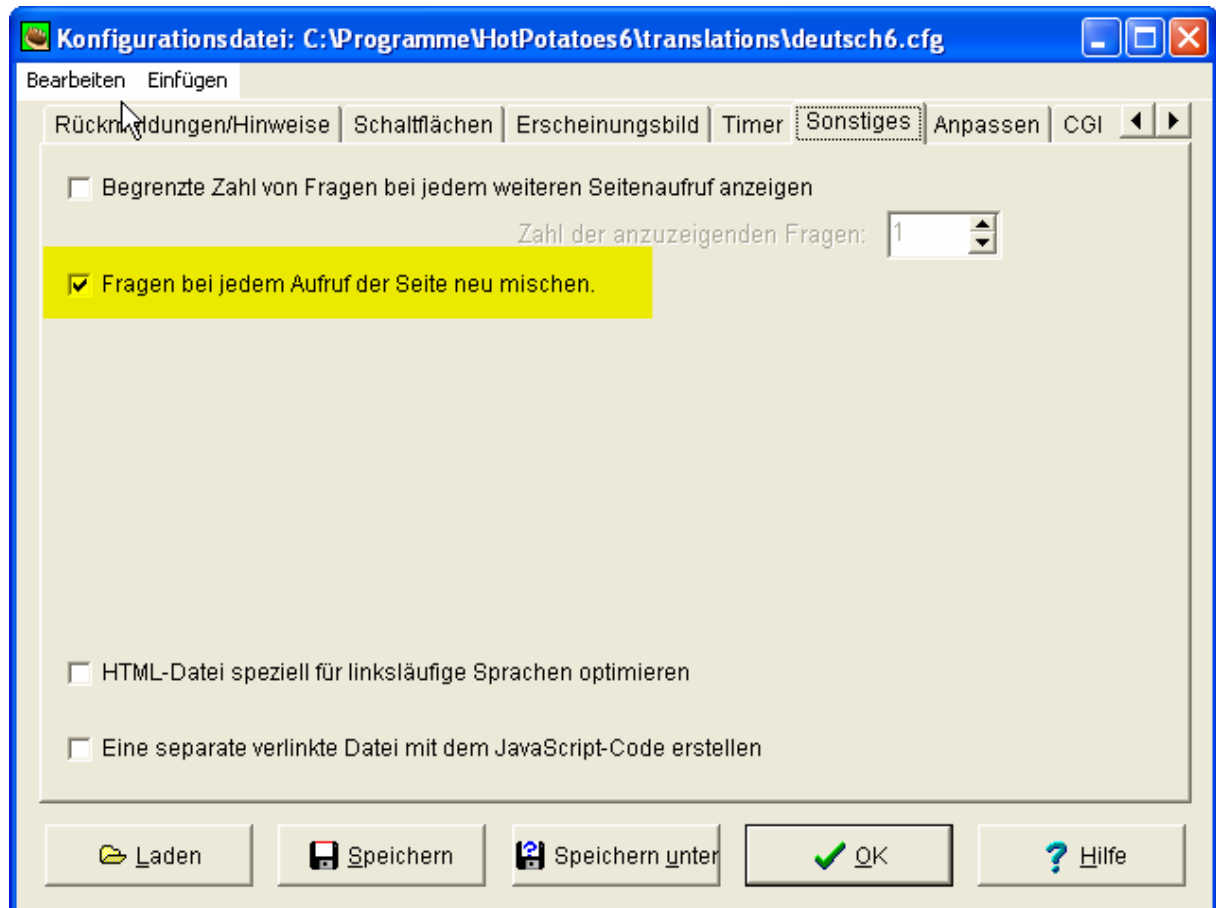 Konfigurationsdatei: C:\Programme\HotPotatoes6\translations\deutsch6.cfg
Bearbeiten Einfügen
Rückmeldungen/Hinweise Schaltflächen Erscheinungsbild Timer Sonstiges Anpassen CGI
Begrenzte Zahl von Fragen bei jedem weiteren Seitenaufruf anzeigen
Zahl der anzuzeigenden Fragen: 1
Fragen bei jedem Aufruf der Seite neu mischen.
HTML-Datei speziell für linksläufige Sprachen optimieren
Eine separate verlinkte Datei mit dem JavaScript-Code erstellen
Laden Speichern Speichern unter OK Hilfe